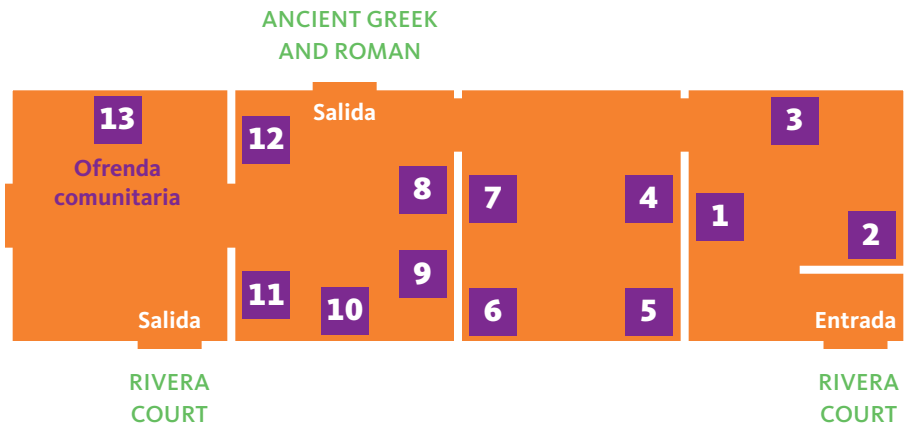 ANCIENT GREEK
AND ROMAN
Salida
13
Ofrenda
comunitaria
12
8
7
4
3
1
2
11
10
9
6
5
Salida
Entrada
RIVERA
COURT
RIVERA
COURT